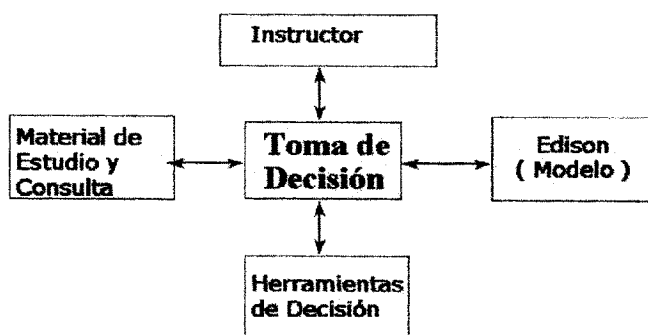 Instructor
Material de
Estudio y
Consulta
Toma de
Decisión
Edison
( Modelo )
Herramientas
de Decisión